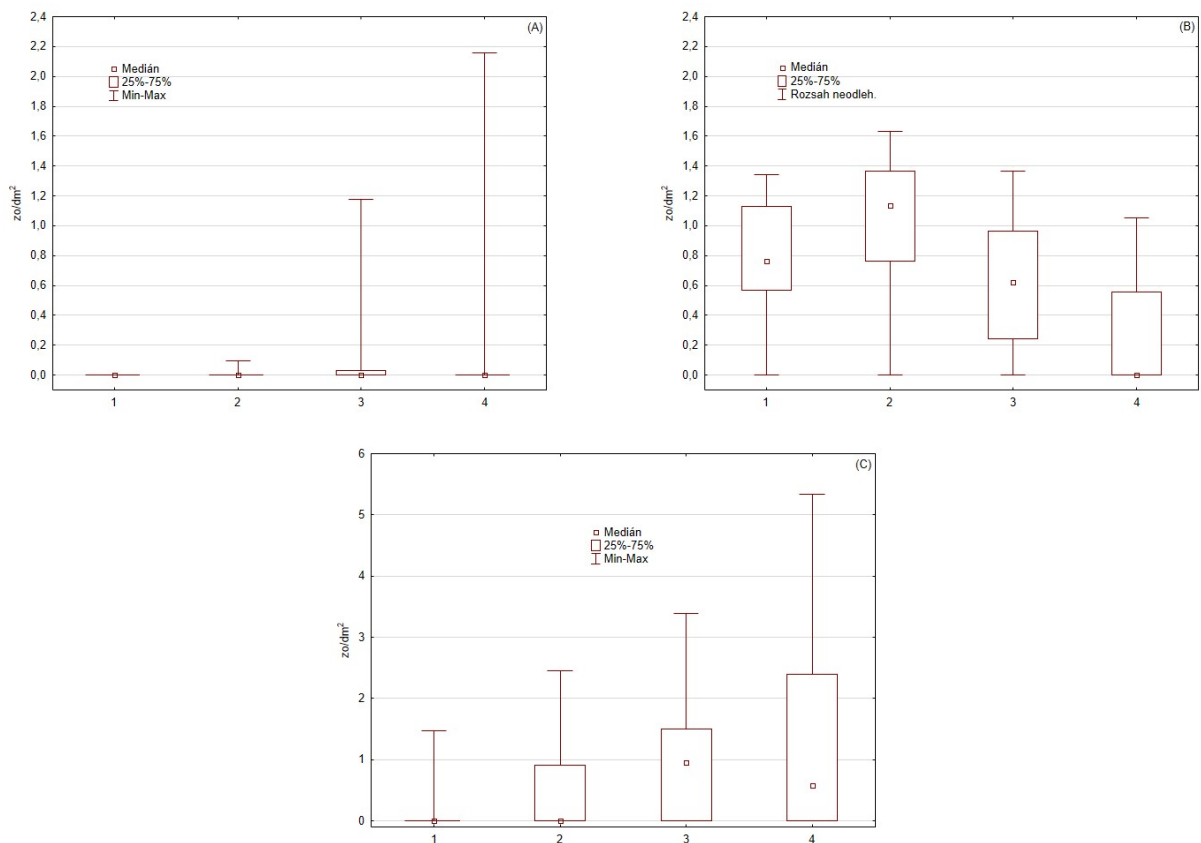 (A)
2,4
2,2
2,0
1,8
1,6
1,4
1,2
1,0
0,8
0,6
0,4
0,2
0,0
zo/dm²
Medián
25%-75%
Min-Max
1 2 3 4
(B)
2,4
2,2
2,0
1,8
1,6
1,4
1,2
1,0
0,8
0,6
0,4
0,2
0,0
zo/dm²
Medián
25%-75%
Rozsah neodleh.
1 2 3 4
(C)
6
5
4
3
2
1
0
zo/dm²
Medián
25%-75%
Min-Max
1 2 3 4